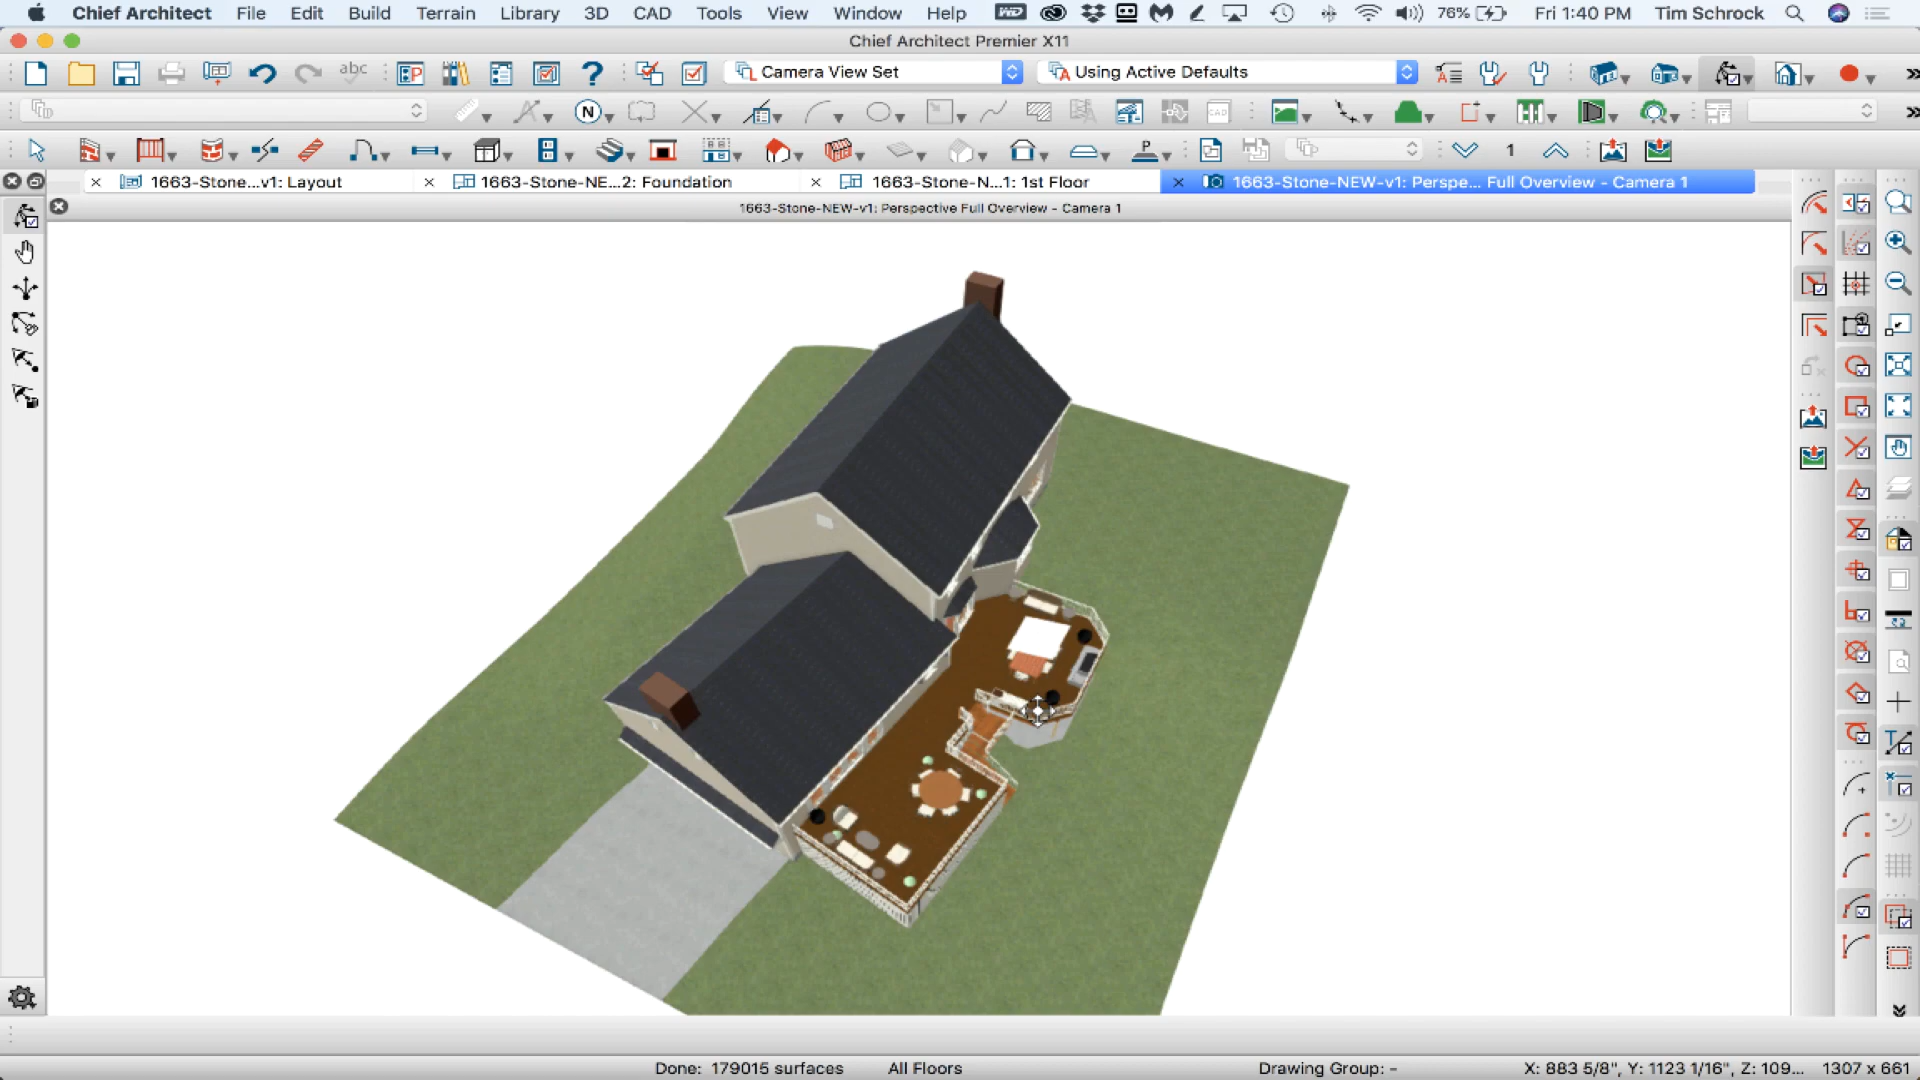 Chief Architect File Edit Build Terrain Library 3D CAD Tools View Window Help WD 76% Fri 1:40 PM Tim Schrock
Chief Architect Premier X11
abc P ? Camera View Set Using Active Defaults
N CAD
P 1
1663-Stone...v1: Layout 1663-Stone-NE...2: Foundation 1663-Stone-N...1: 1st Floor 1663-Stone-NEW-v1: Perspe... Full Overview - Camera 1
1663-Stone-NEW-v1: Perspective Full Overview - Camera 1
Done: 179015 surfaces All Floors Drawing Group: - X: 883 5/8", Y: 1123 1/16", Z: 109... 1307 x 661